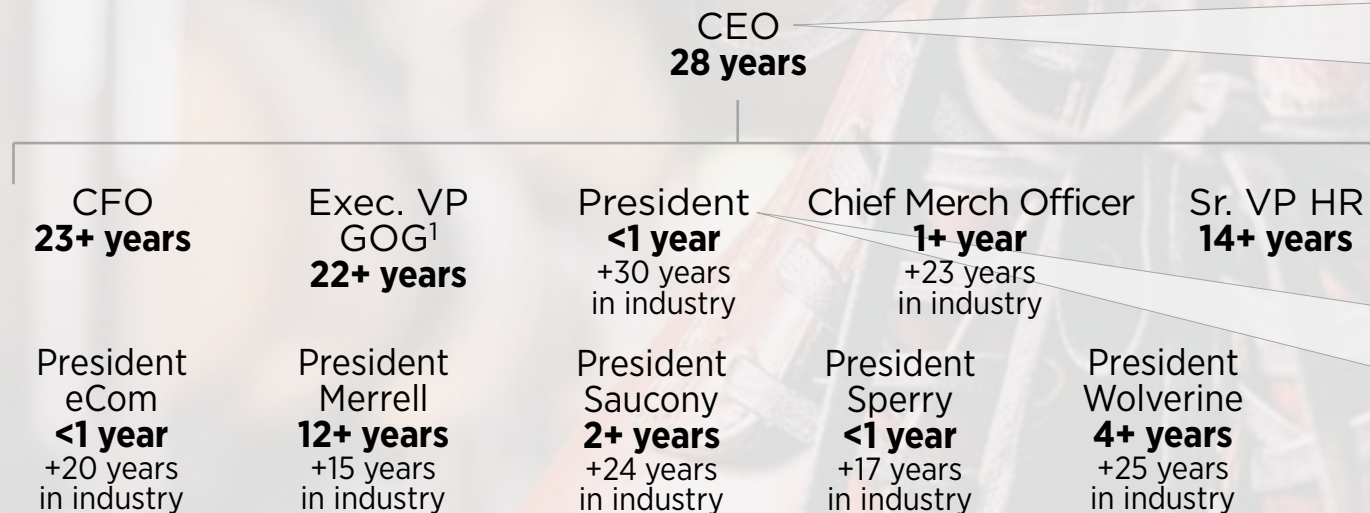 CEO
28 years
CFO
23+ years
Exec. VP
GOG¹
22+ years
President
<1 year
+30 years
in industry
Chief Merch Officer
1+ year
+23 years
in industry
Sr. VP HR
14+ years
President
eCom
<1 year
+20 years
in industry
President
Merrell
12+ years
+15 years
in industry
President
Saucony
2+ years
+24 years
in industry
President
Sperry
<1 year
+17 years
in industry
President
Wolverine
4+ years
+25 years
in industry